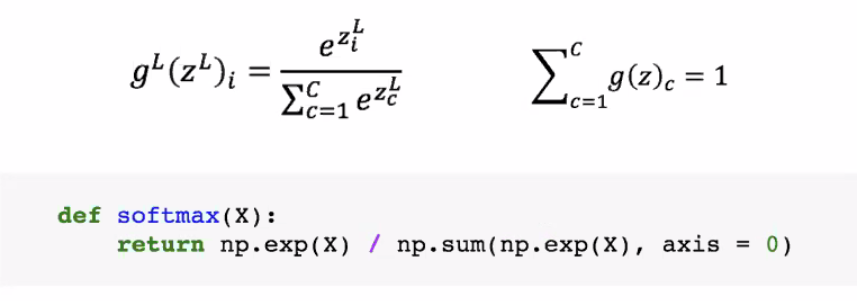 g^L(z^L)_i = e^{z_i^L} / ∑_{c=1}^{C} e^{z_c^L}
∑_{c=1}^{C} g(z)_c = 1
def softmax(X):
    return np.exp(X) / np.sum(np.exp(X), axis = 0)